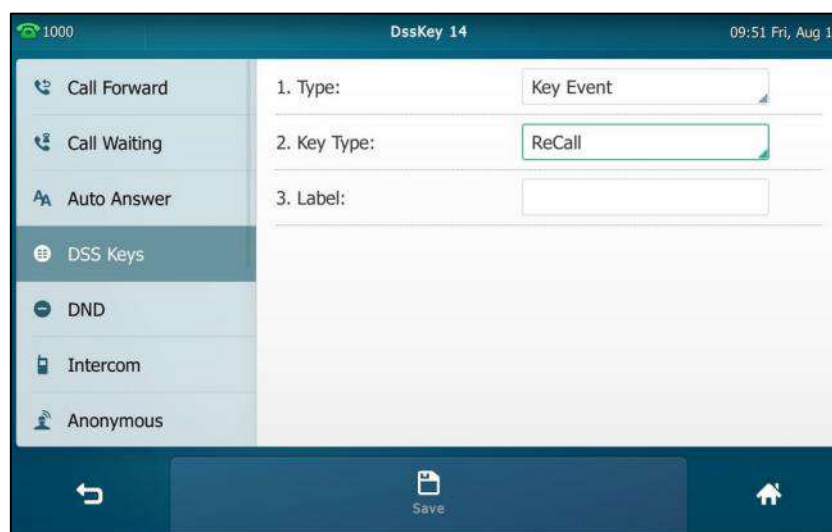 1000
DssKey 14
09:51 Fri, Aug 1
Call Forward
Call Waiting
Auto Answer
DSS Keys
DND
Intercom
Anonymous
1. Type: Key Event
2. Key Type: ReCall
3. Label:
Save